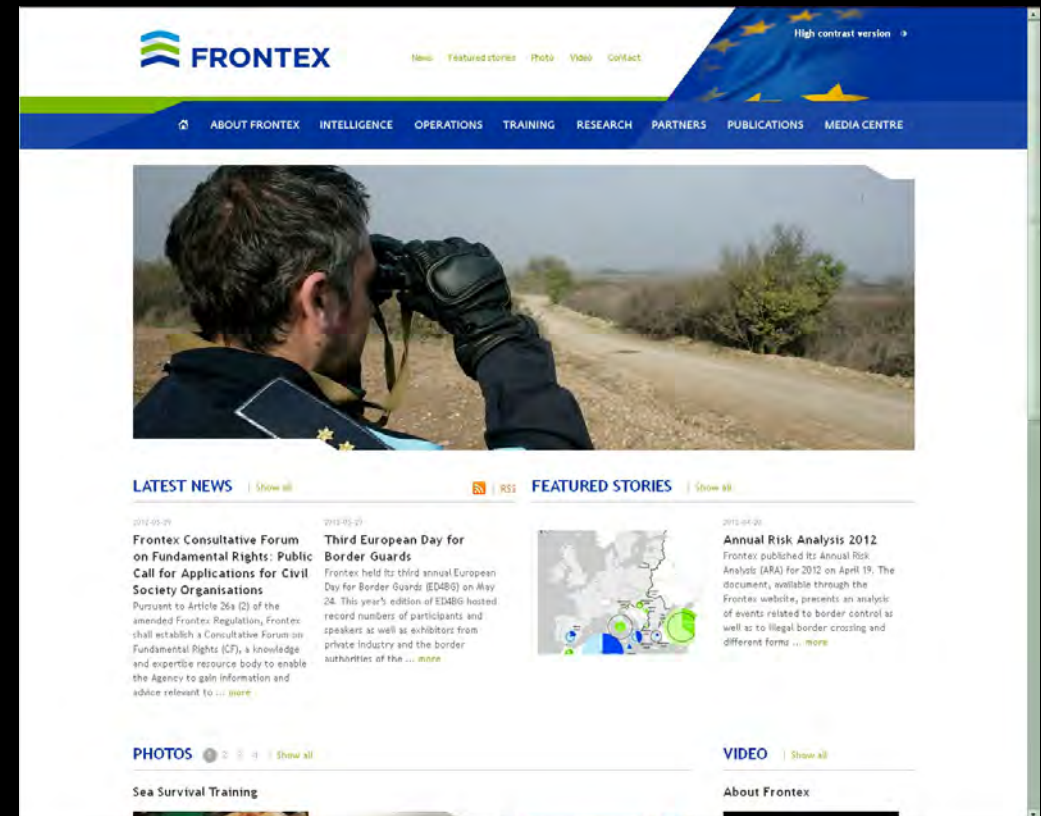 FRONTEX
News Featured stories Photo Video Contact
High contrast version
ABOUT FRONTEX INTELLIGENCE OPERATIONS TRAINING RESEARCH PARTNERS PUBLICATIONS MEDIA CENTRE
LATEST NEWS | Show all
RSS
2012-05-29
Frontex Consultative Forum
on Fundamental Rights: Public
Call for Applications for Civil
Society Organisations
Pursuant to Article 26a (2) of the
amended Frontex Regulation, Frontex
shall establish a Consultative Forum on
Fundamental Rights (CF), a knowledge
and expertise resource body to enable
the Agency to gain information and
advice relevant to ... more
Third European Day for
Border Guards
Frontex held its third annual European
Day for Border Guards (ED4BG) on May
24. This year's edition of ED4BG hosted
record numbers of participants and
speakers as well as exhibitors from
private industry and the border
authorities of the ... more
FEATURED STORIES | Show all
2012-04-20
Annual Risk Analysis 2012
Frontex published its Annual Risk
Analysis (ARA) for 2012 on April 19. The
document, available through the
Frontex website, presents an analysis
of events related to border control as
well as to illegal border crossing and
different forms ... more
PHOTOS 1 2 3 4 | Show all
Sea Survival Training
VIDEO | Show all
About Frontex